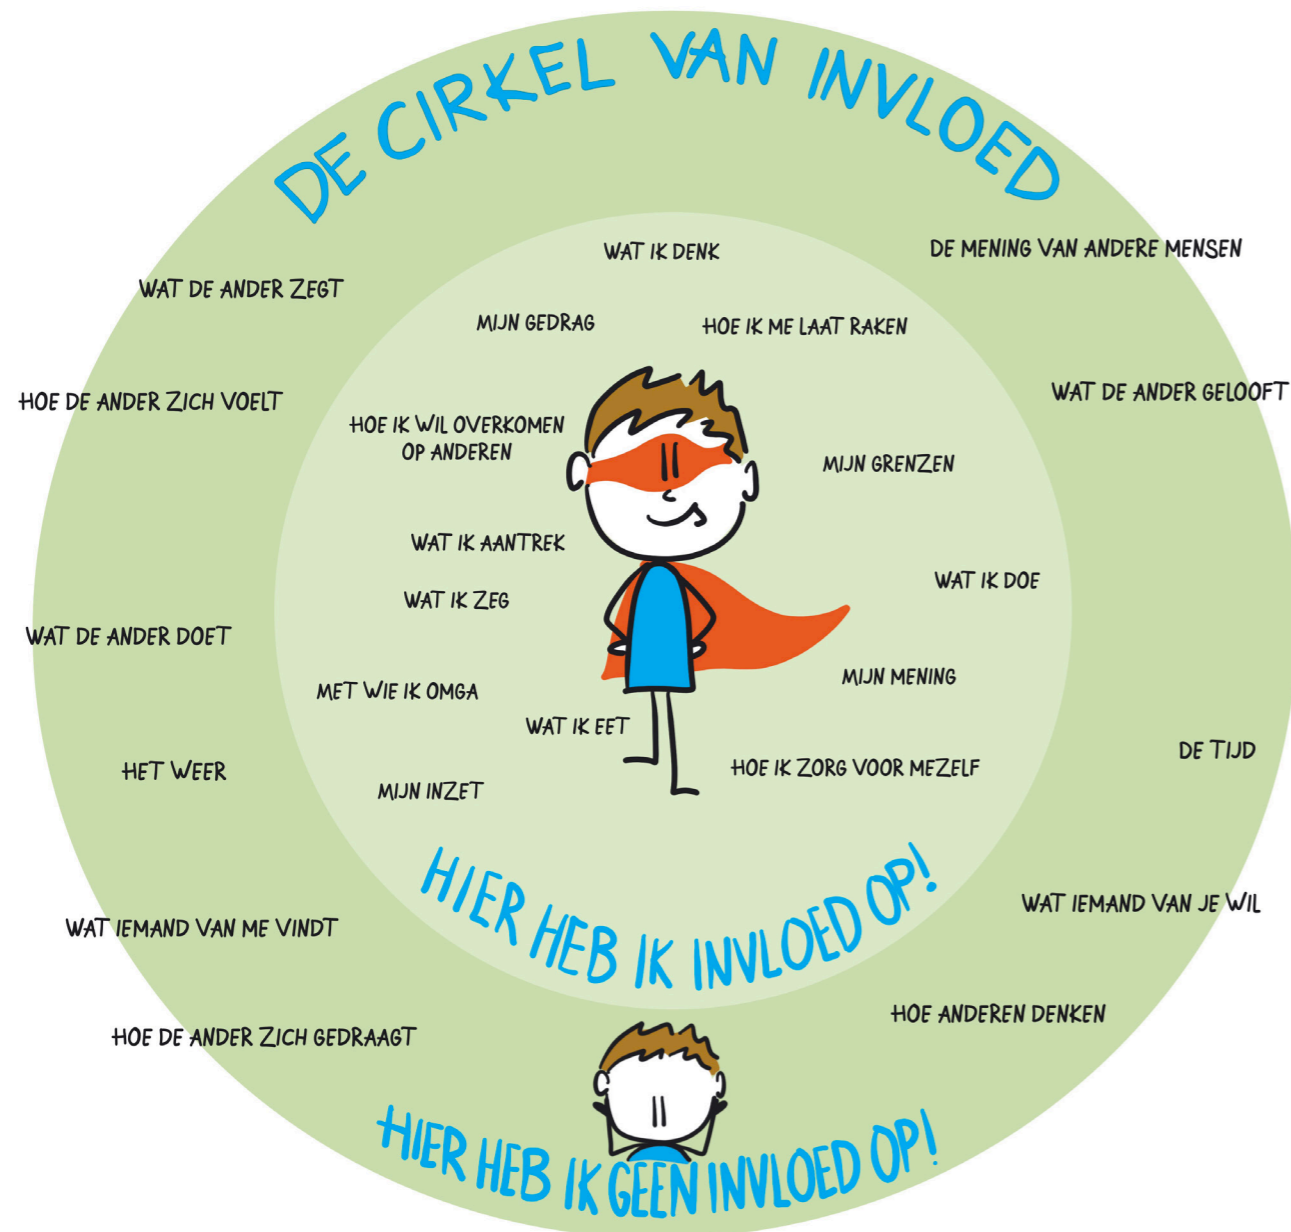 DE CIRKEL VAN INVLOED
WAT IK DENK
DE MENING VAN ANDERE MENSEN
WAT DE ANDER ZEGT
MIJN GEDRAG
HOE IK ME LAAT RAKEN
HOE DE ANDER ZICH VOELT
WAT DE ANDER GELOOFT
HOE IK WIL OVERKOMEN
OP ANDEREN
MIJN GRENZEN
WAT IK AANTREK
WAT IK DOE
WAT IK ZEG
WAT DE ANDER DOET
MIJN MENING
MET WIE IK OMGA
WAT IK EET
DE TIJD
HET WEER
HOE IK ZORG VOOR MEZELF
MIJN INZET
HIER HEB IK INVLOED OP!
WAT IEMAND VAN JE WIL
WAT IEMAND VAN ME VINDT
HOE ANDEREN DENKEN
HOE DE ANDER ZICH GEDRAAGT
HIER HEB IK GEEN INVLOED OP!